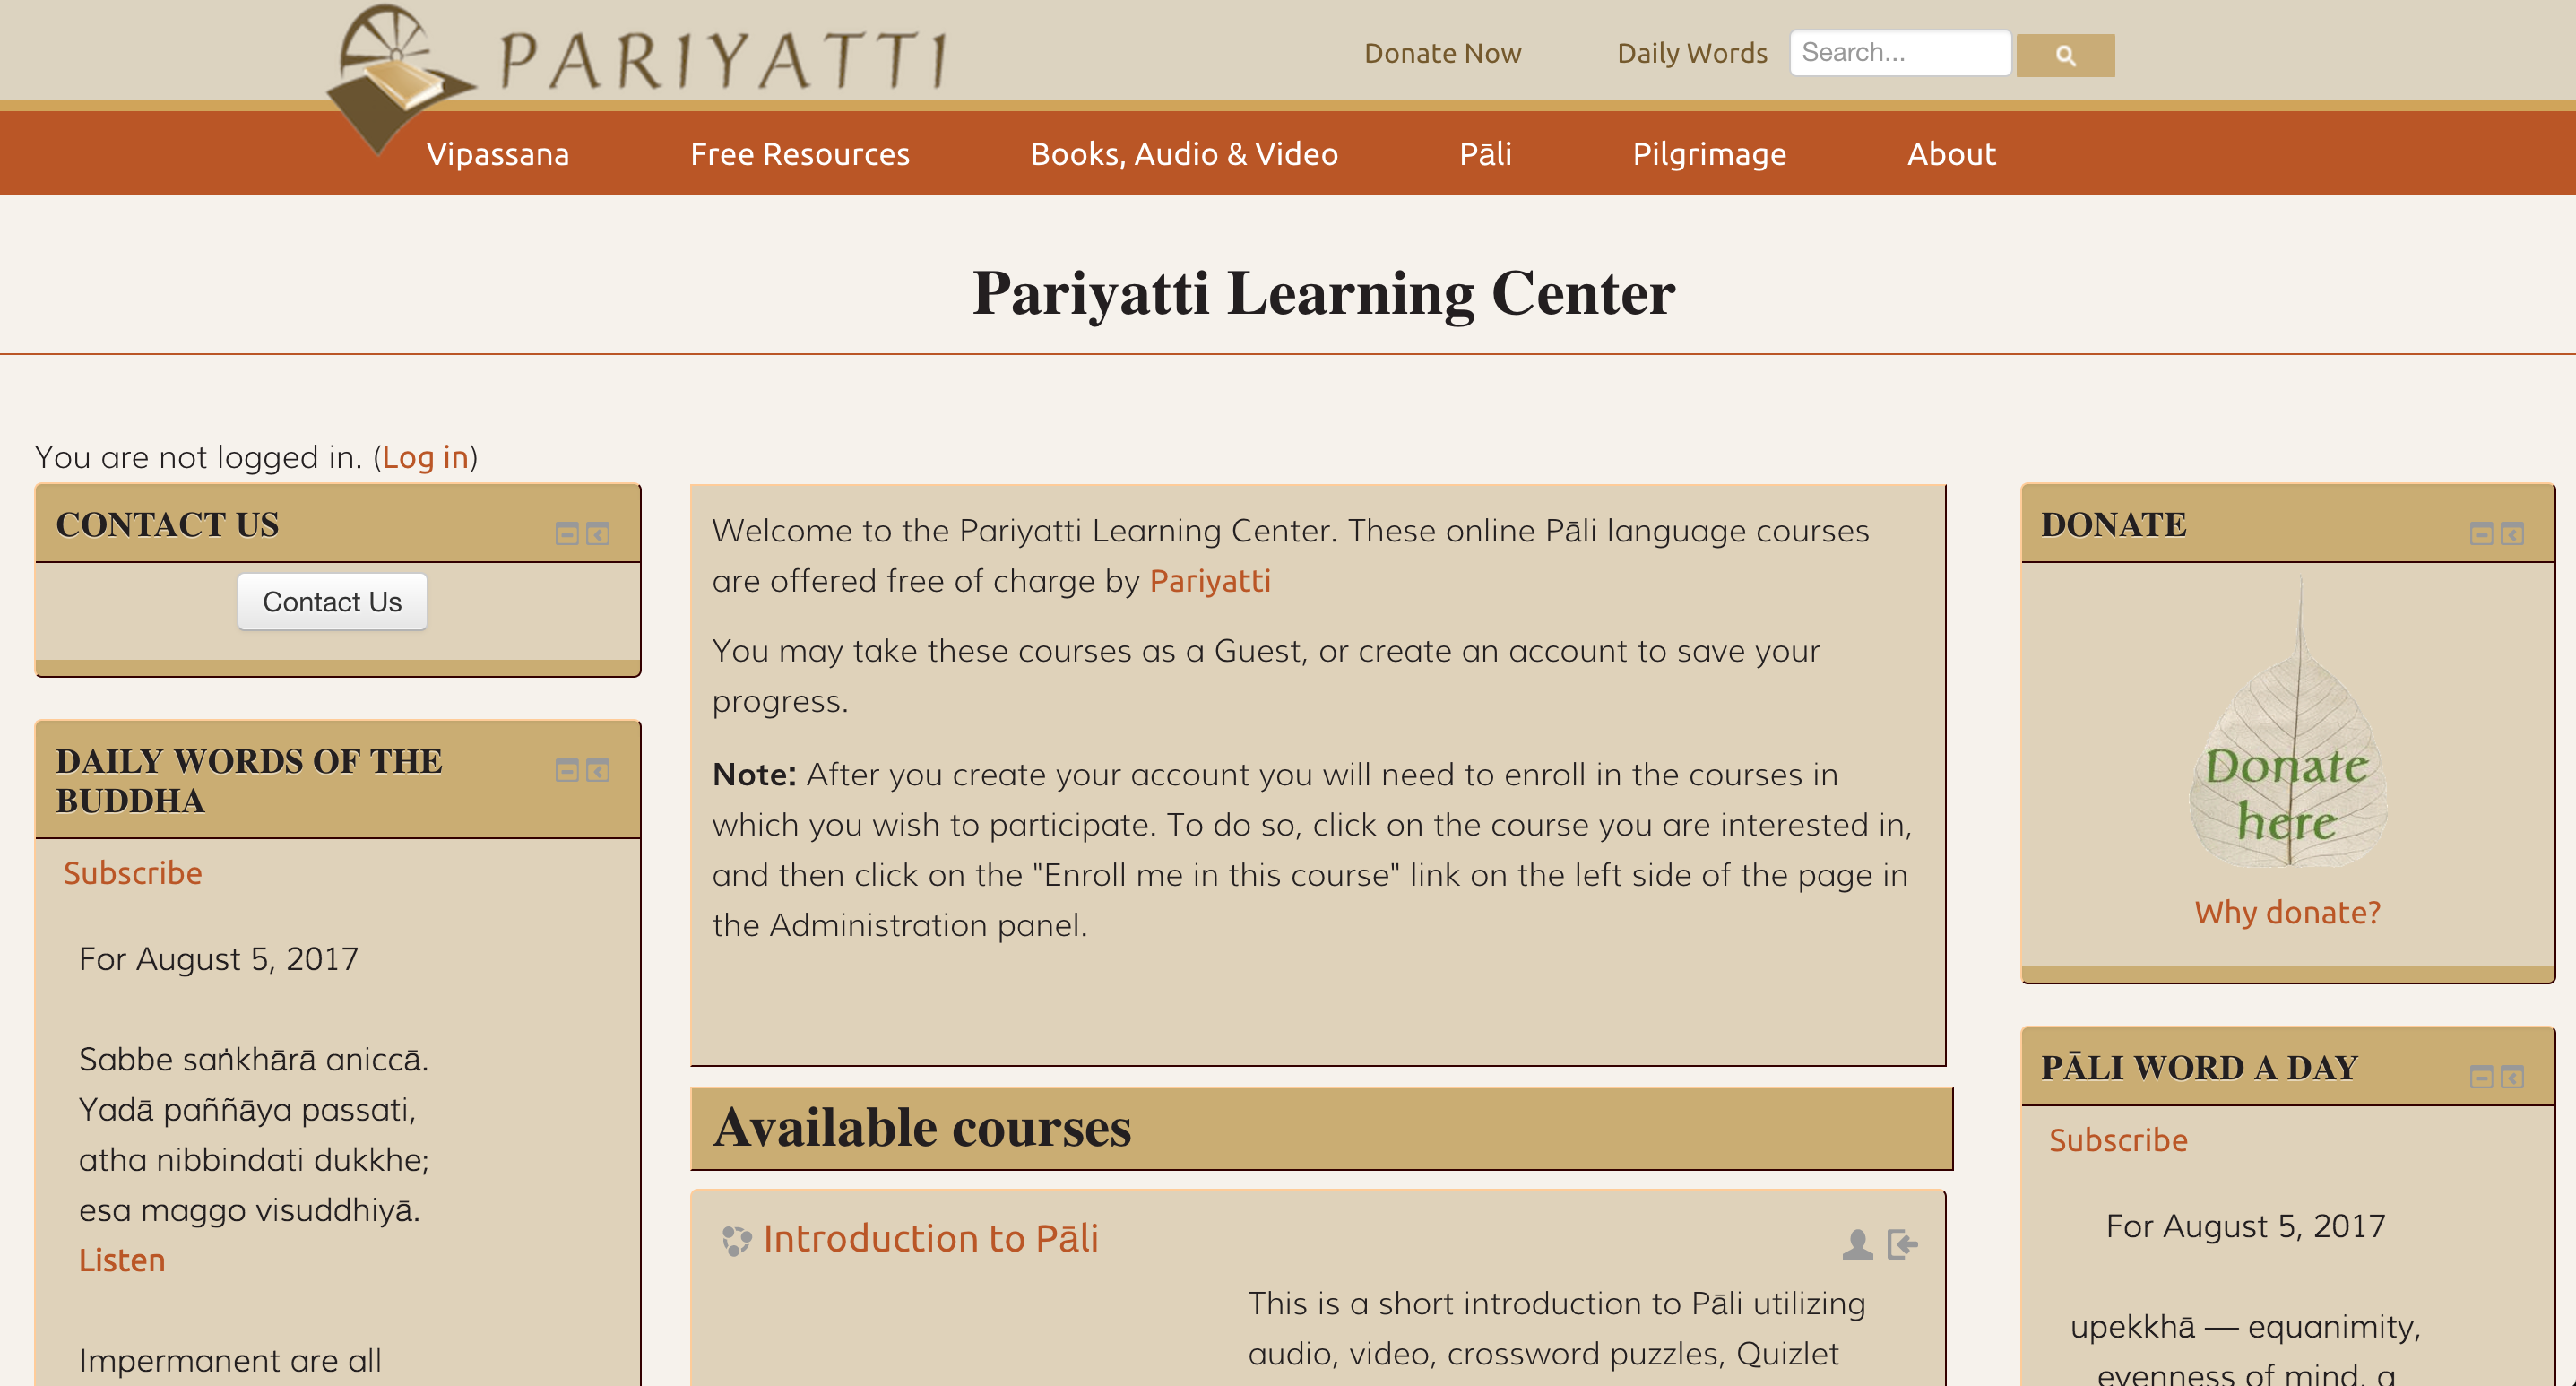 PARIYATTI
Donate Now
Daily Words
Search...
Vipassana
Free Resources
Books, Audio & Video
Pāli
Pilgrimage
About
Pariyatti Learning Center
You are not logged in. (Log in)
CONTACT US
Contact Us
DAILY WORDS OF THE
BUDDHA
Subscribe
For August 5, 2017
Sabbe saṅkhārā aniccā.
Yadā paññāya passati,
atha nibbindati dukkhe;
esa maggo visuddhiyā.
Listen
Impermanent are all
Welcome to the Pariyatti Learning Center. These online Pāli language courses
are offered free of charge by Pariyatti
You may take these courses as a Guest, or create an account to save your
progress.
Note: After you create your account you will need to enroll in the courses in
which you wish to participate. To do so, click on the course you are interested in,
and then click on the "Enroll me in this course" link on the left side of the page in
the Administration panel.
Available courses
Introduction to Pāli
This is a short introduction to Pāli utilizing
audio, video, crossword puzzles, Quizlet
DONATE
Donate
here
Why donate?
PĀLI WORD A DAY
Subscribe
For August 5, 2017
upekkhā — equanimity,
evenness of mind, a